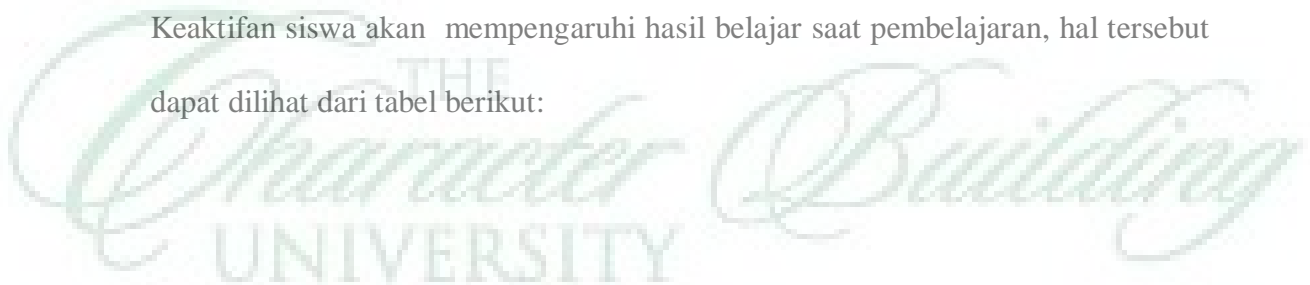 Keaktifan siswa akan mempengaruhi hasil belajar saat pembelajaran, hal tersebut
dapat dilihat dari tabel berikut:
THE
Character Building
UNIVERSITY